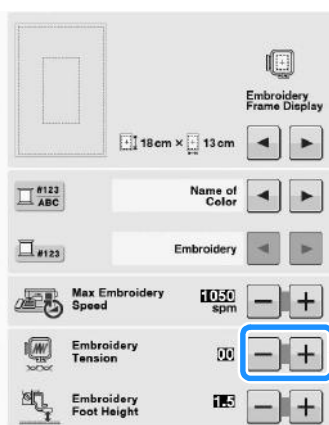 Embroidery
Frame Display
18cm × 13cm
#123
ABC
Name of
Color
#123
Embroidery
Max Embroidery
Speed
1050
spm
Embroidery
Tension
00
Embroidery
Foot Height
1.5